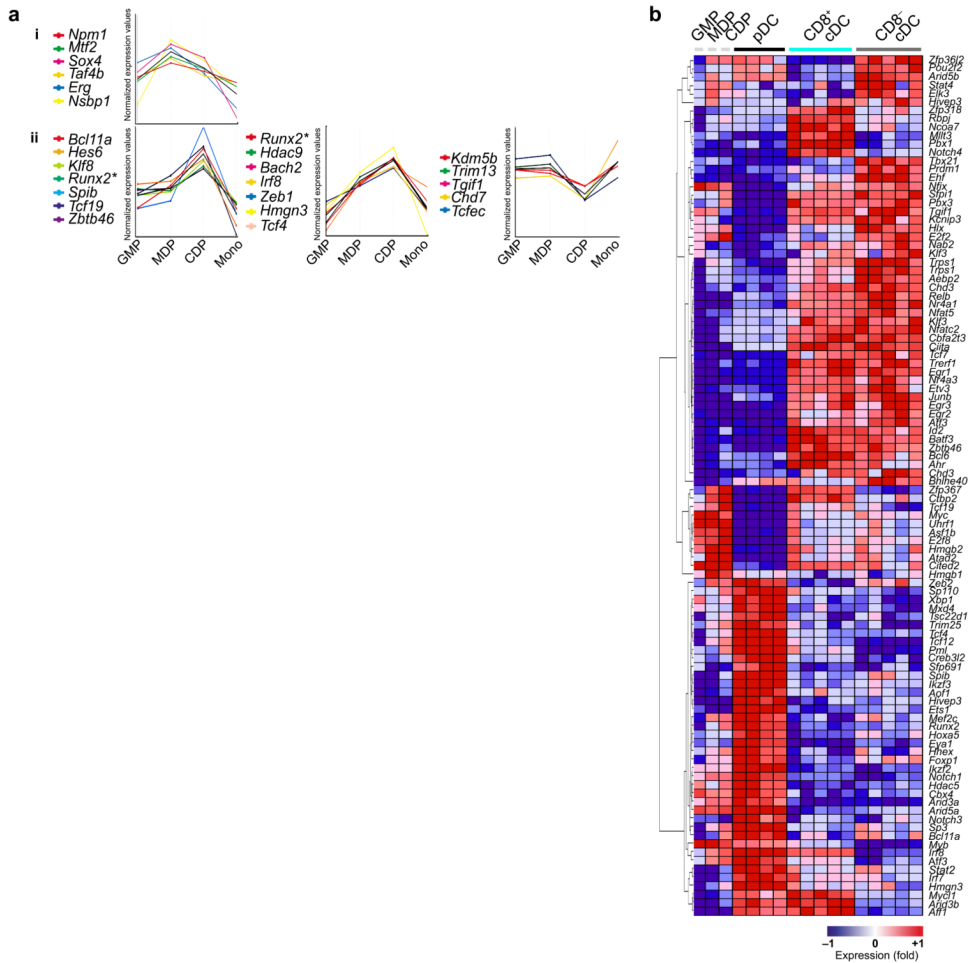 a
i
Npm1
Mtf2
Sox4
Taf4b
Erg
Nsbp1
Normalized expression values
ii
Bcl11a
Hes6
Klf8
Runx2*
Spib
Tcf19
Zbtb46
Normalized expression values
GMP
MDP
CDP
Mono
Runx2*
Hdac9
Bach2
Irf8
Zeb1
Hmgn3
Tcf4
Normalized expression values
GMP
MDP
CDP
Mono
Kdm5b
Trim13
Tgif1
Chd7
Tcfec
Normalized expression values
GMP
MDP
CDP
Mono
b
GMP
MDP
CDP
pDC
CD8+ cDC
CD8– cDC
Zfp36l2
Pou2f2
Arid5b
Stat4
Elk3
Hivep3
Zfp318
Rbpj
Ncoa7
Mllt3
Pbx1
Notch4
Tbx21
Prdm1
Ehf
Nfix
Sfpi1
Pbx3
Tgif1
Kcnip3
Hlx
E2f2
Nab2
Klf3
Trps1
Trps1
Aebp2
Chd3
Relb
Nr4a1
Nfat5
Klf3
Nfatc2
Cbfa2t3
Ciita
Tcf7
Trerf1
Egr1
Nr4a3
Etv3
Junb
Egr3
Egr2
Atf3
Id2
Batf3
Zbtb46
Bcl6
Ahr
Chd3
Bhlhe40
Zfp367
Ctbp2
Tcf19
Myc
Uhrf1
Asf1b
E2f8
Hmgb2
Atad2
Cited2
Hmgb1
Zeb2
Sp110
Xbp1
Mxd4
Tsc22d1
Trim25
Tcf4
Tcf12
Pml
Creb3l2
Sfp691
Spib
Ikzf3
Aof1
Hivep3
Ets1
Mef2c
Runx2
Hoxa5
Eya1
Hhex
Foxp1
Ikzf2
Notch1
Hdac5
Cbx4
Arid3a
Arid5a
Notch3
Sp3
Bcl11a
Myb
Irf8
Aff3
Stat2
Irf7
Hmgn3
Mycl1
Arid3b
Aff1
–1 0 +1
Expression (fold)